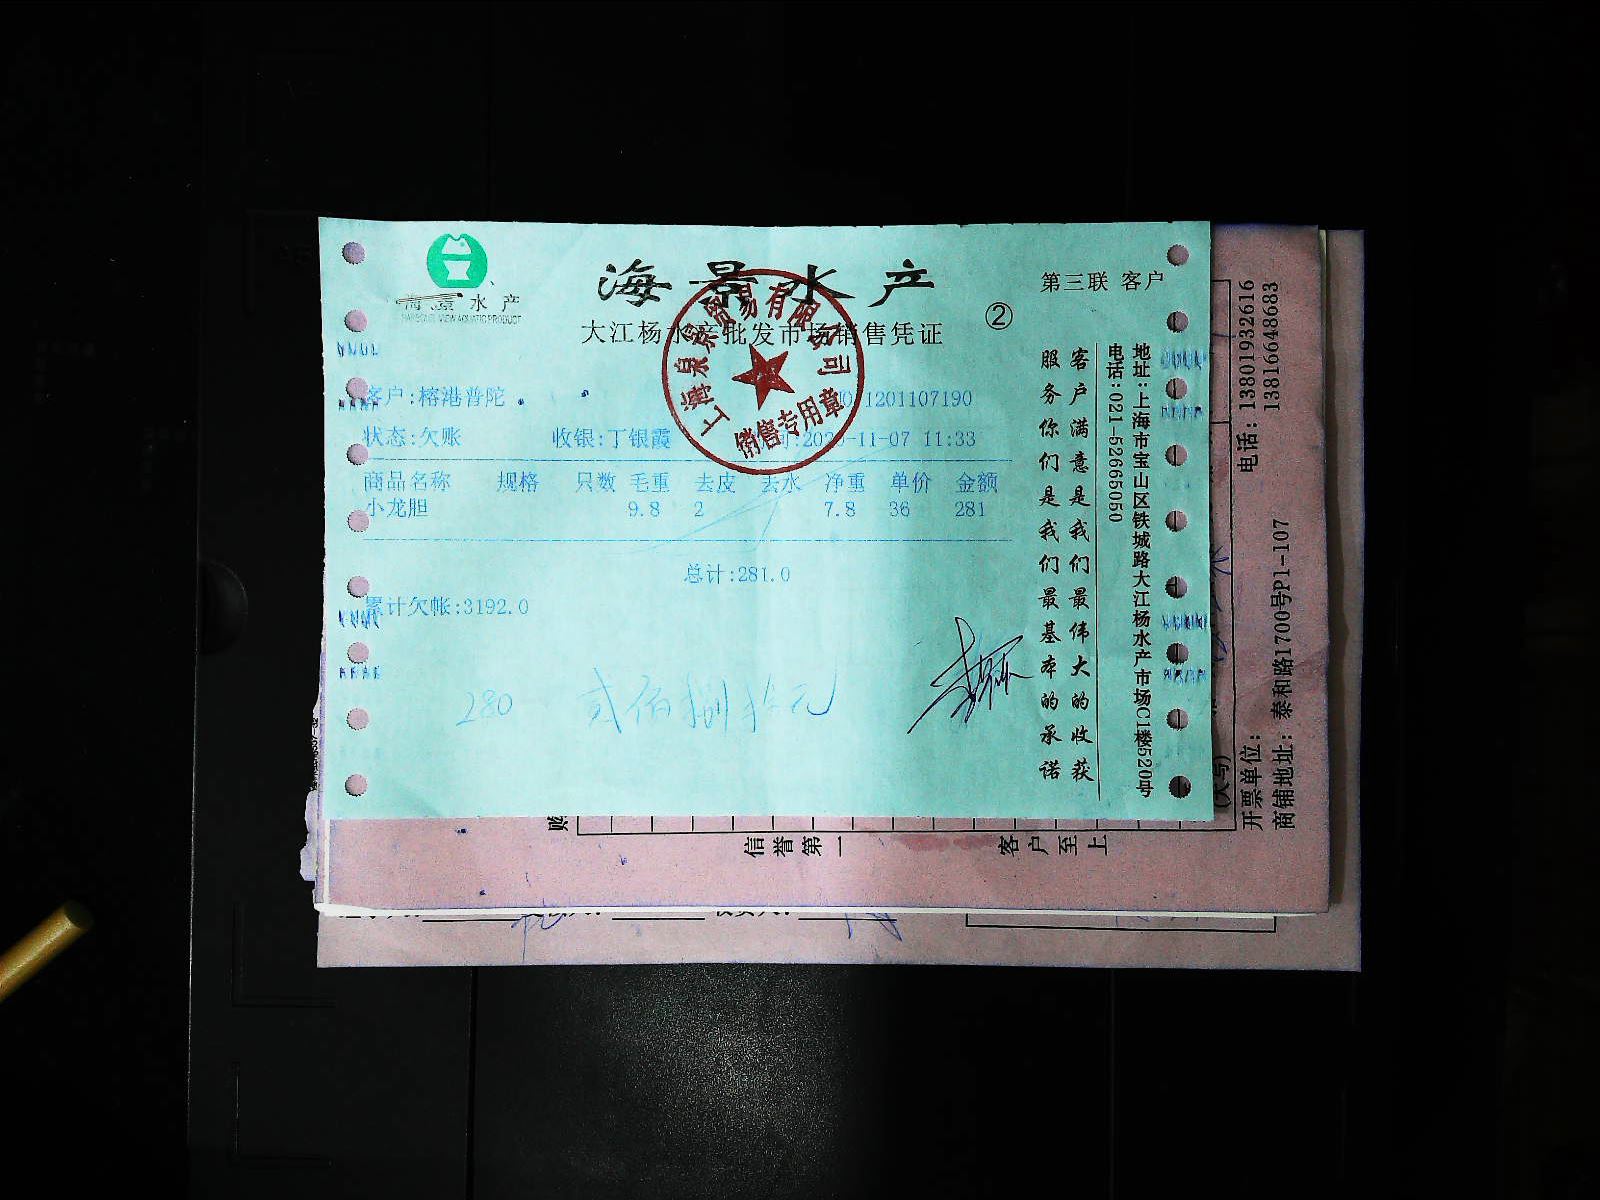 海景水产
HARBOUR VIEW AQUATIC PRODUCT
海景水产
第三联 客户
大江杨水产批发市场销售凭证
②
客户:榕港普陀
1201107190
状态:欠账 收银:丁银霞 2020-11-07 11:33
商品名称 规格 只数 毛重 去皮 去水 净重 单价 金额
小龙胆 9.8 2 7.8 36 281
总计:281.0
累计欠帐:3192.0
280 贰佰捌拾元
上海 贸易有限公司
销售专用章
客户满意是我们最伟大的收获
服务你们是我们最基本的承诺
地址:上海市宝山区铁城路大江杨水产市场C1楼520号
电话:021-52665050
电话: 13801932616
13816648683
开票单位:
商铺地址: 泰和路1700号P1-107
(大写)
信誉第一
客户至上